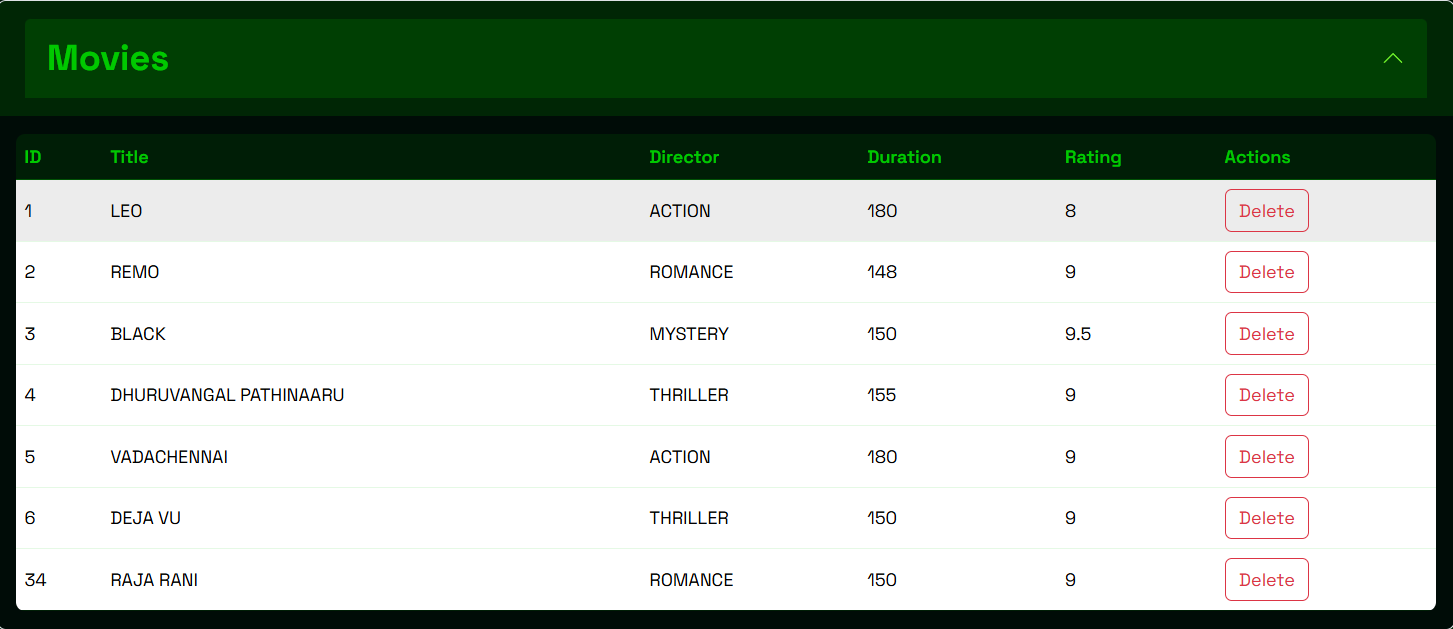 Movies
ID Title Director Duration Rating Actions
1 LEO ACTION 180 8 Delete
2 REMO ROMANCE 148 9 Delete
3 BLACK MYSTERY 150 9.5 Delete
4 DHURUVANGAL PATHINAARU THRILLER 155 9 Delete
5 VADACHENNAI ACTION 180 9 Delete
6 DEJA VU THRILLER 150 9 Delete
34 RAJA RANI ROMANCE 150 9 Delete